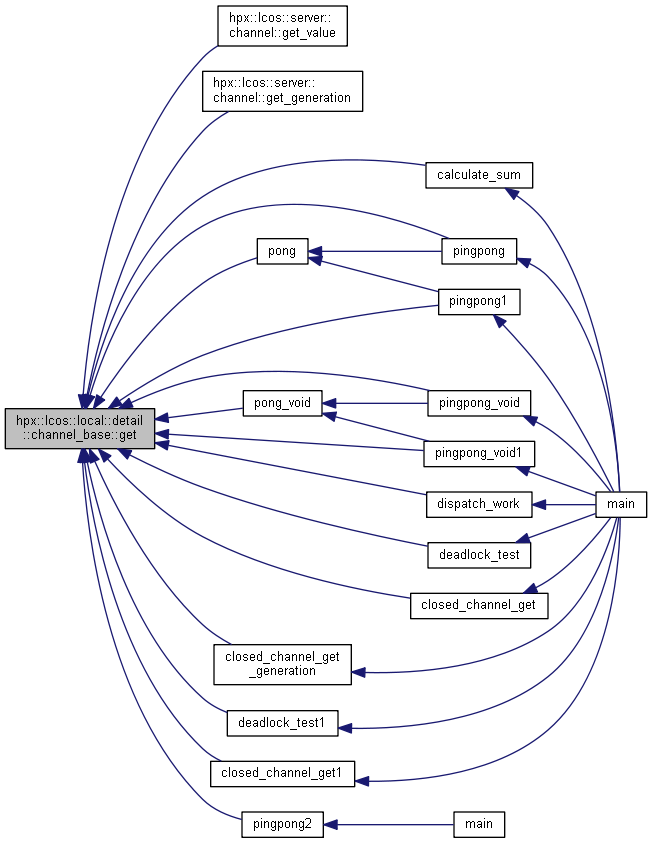 hpx::lcos::server::
channel::get_value
hpx::lcos::server::
channel::get_generation
calculate_sum
pong
pingpong
pingpong1
pong_void
pingpong_void
hpx::lcos::local::detail
::channel_base::get
pingpong_void1
dispatch_work
main
deadlock_test
closed_channel_get
closed_channel_get
_generation
deadlock_test1
closed_channel_get1
pingpong2
main